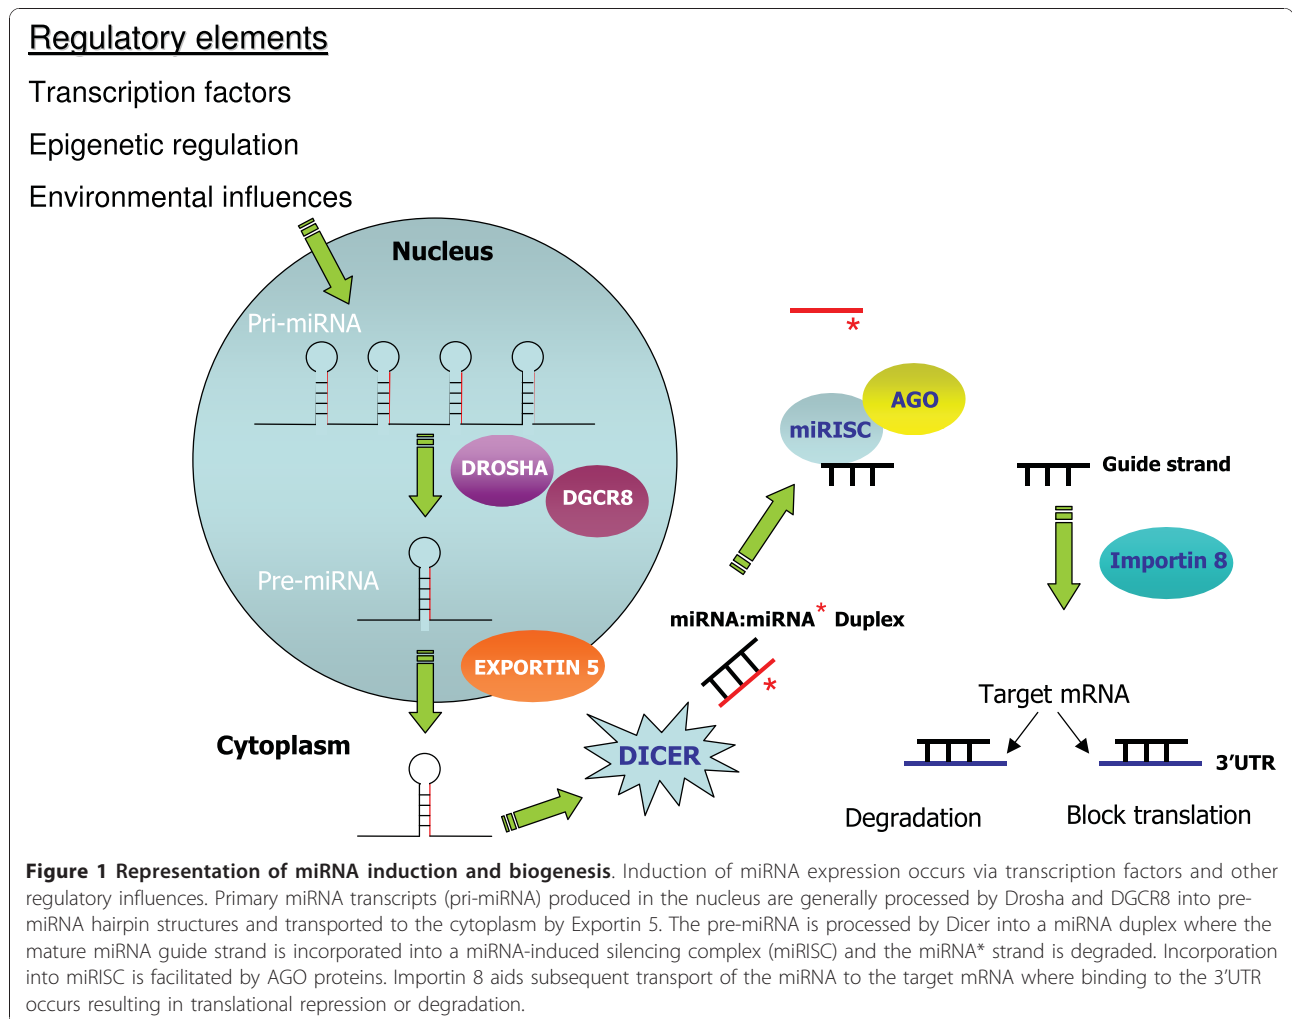 Regulatory elements
Transcription factors
Epigenetic regulation
Environmental influences
Nucleus
Pri-miRNA
DROSHA
DGCR8
Pre-miRNA
EXPORTIN 5
Cytoplasm
DICER
miRNA:miRNA* Duplex
*
*
miRISC
AGO
Guide strand
Importin 8
Target mRNA
3'UTR
Degradation
Block translation
Figure 1 Representation of miRNA induction and biogenesis. Induction of miRNA expression occurs via transcription factors and other
regulatory influences. Primary miRNA transcripts (pri-miRNA) produced in the nucleus are generally processed by Drosha and DGCR8 into pre-
miRNA hairpin structures and transported to the cytoplasm by Exportin 5. The pre-miRNA is processed by Dicer into a miRNA duplex where the
mature miRNA guide strand is incorporated into a miRNA-induced silencing complex (miRISC) and the miRNA* strand is degraded. Incorporation
into miRISC is facilitated by AGO proteins. Importin 8 aids subsequent transport of the miRNA to the target mRNA where binding to the 3'UTR
occurs resulting in translational repression or degradation.